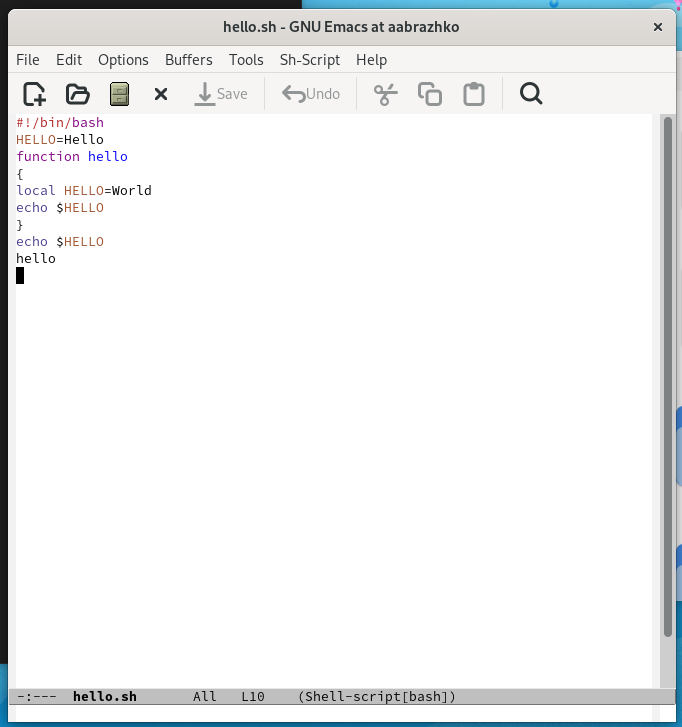 hello.sh - GNU Emacs at aabrazhko
File Edit Options Buffers Tools Sh-Script Help
Save Undo
#!/bin/bash
HELLO=Hello
function hello
{
local HELLO=World
echo $HELLO
}
echo $HELLO
hello
-:--- hello.sh All L10 (Shell-script[bash])